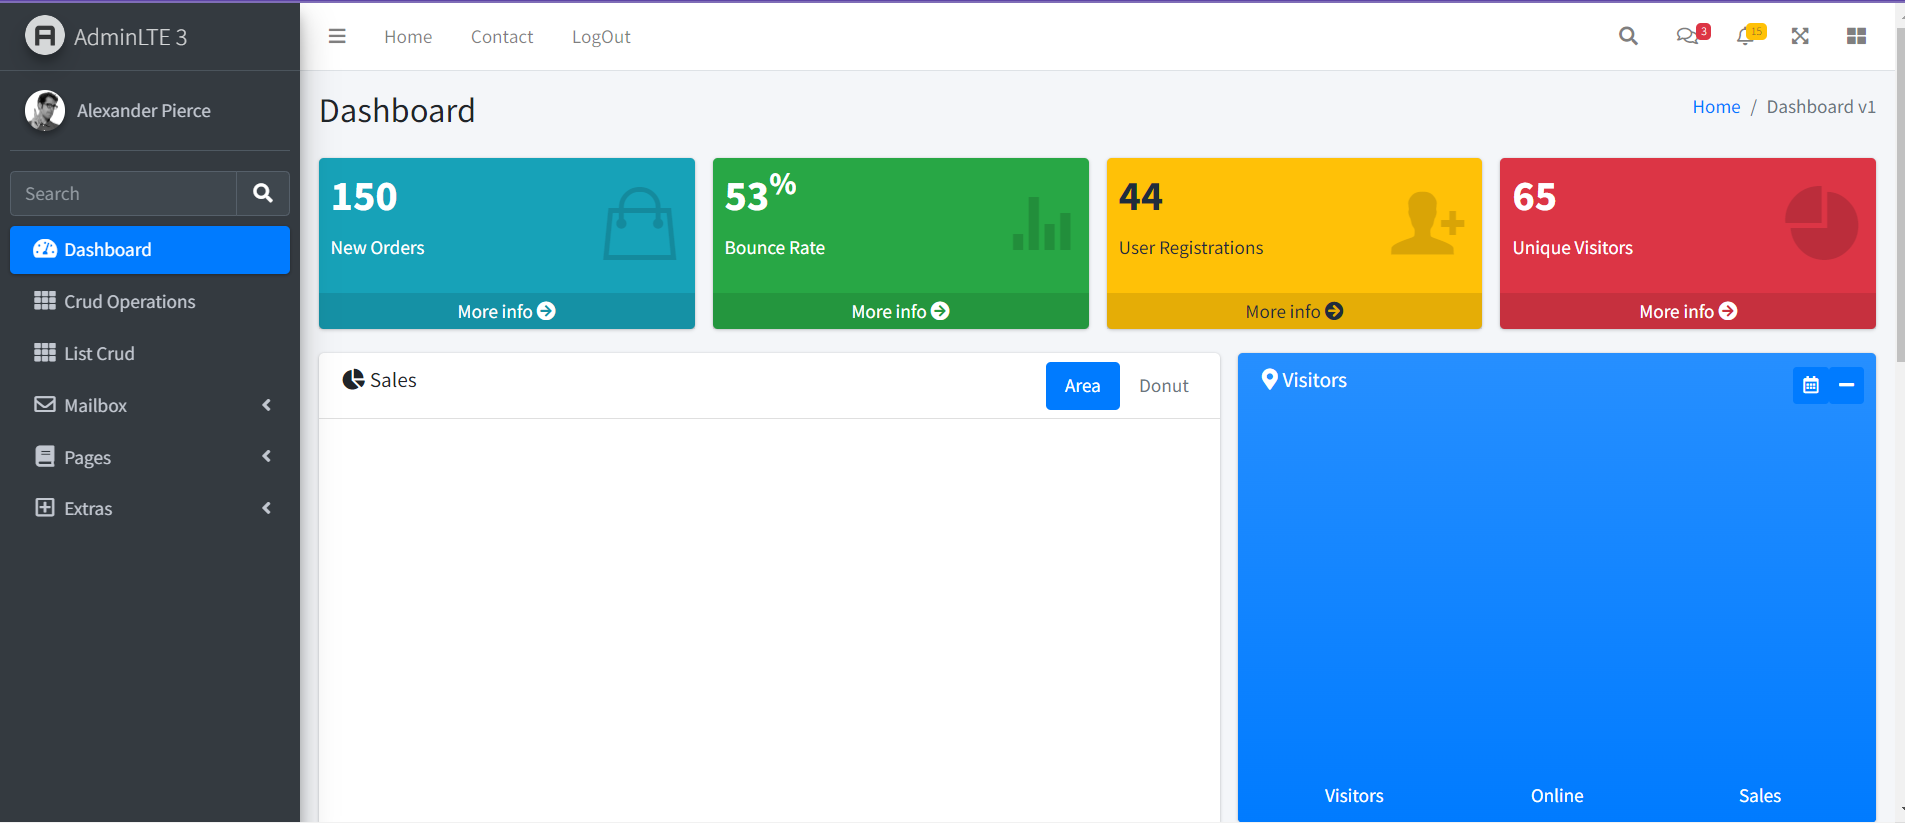 AdminLTE 3
Home Contact LogOut
3
15
Alexander Pierce
Search
Dashboard
Crud Operations
List Crud
Mailbox
Pages
Extras
Dashboard
Home / Dashboard v1
150
New Orders
More info
53%
Bounce Rate
More info
44
User Registrations
More info
65
Unique Visitors
More info
Sales
Area
Donut
Visitors
Visitors
Online
Sales